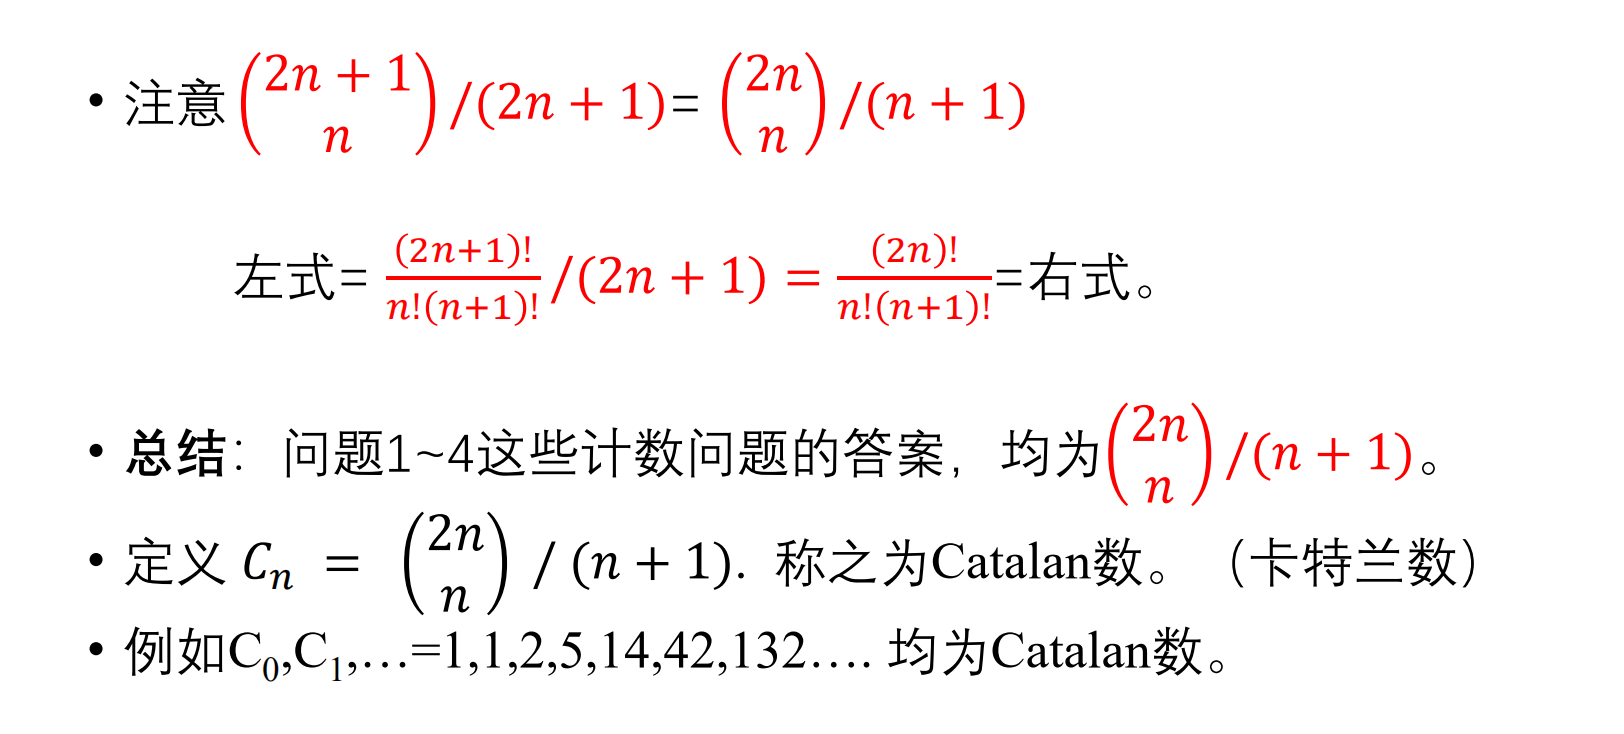 • 注意 $\binom{2n+1}{n}/(2n+1)=\binom{2n}{n}/(n+1)$
左式= $\frac{(2n+1)!}{n!(n+1)!}/(2n+1)=\frac{(2n)!}{n!(n+1)!}$=右式。
• 总结：问题1~4这些计数问题的答案，均为$\binom{2n}{n}/(n+1)$。
• 定义 $C_n = \binom{2n}{n}/(n+1)$. 称之为Catalan数。（卡特兰数）
• 例如C₀,C₁,…=1,1,2,5,14,42,132…. 均为Catalan数。